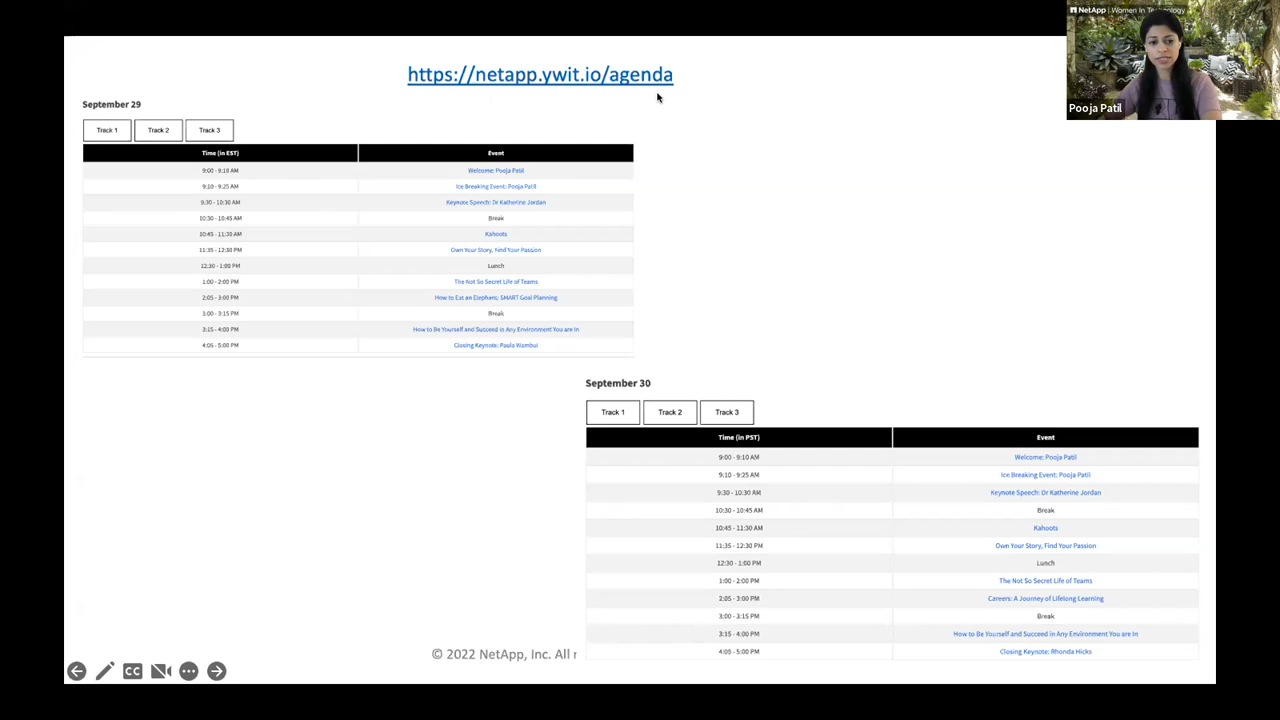 NetApp | Women In Technology
Pooja Patil
https://netapp.ywit.io/agenda
September 29
Track 1 Track 2 Track 3
Time (in EST) Event
9:00 - 9:10 AM Welcome: Pooja Patil
9:10 - 9:25 AM Ice Breaking Event: Pooja Patil
9:30 - 10:30 AM Keynote Speech: Dr Katherine Jordan
10:30 - 10:45 AM Break
10:45 - 11:30 AM Kahoots
11:35 - 12:30 PM Own Your Story, Find Your Passion
12:30 - 1:00 PM Lunch
1:00 - 2:00 PM The Not So Secret Life of Teams
2:05 - 3:00 PM How to Eat an Elephant: SMART Goal Planning
3:00 - 3:15 PM Break
3:15 - 4:00 PM How to Be Yourself and Succeed in Any Environment You are In
4:05 - 5:00 PM Closing Keynote: Paula Wambui
September 30
Track 1 Track 2 Track 3
Time (in PST) Event
9:00 - 9:10 AM Welcome: Pooja Patil
9:10 - 9:25 AM Ice Breaking Event: Pooja Patil
9:30 - 10:30 AM Keynote Speech: Dr Katherine Jordan
10:30 - 10:45 AM Break
10:45 - 11:30 AM Kahoots
11:35 - 12:30 PM Own Your Story, Find Your Passion
12:30 - 1:00 PM Lunch
1:00 - 2:00 PM The Not So Secret Life of Teams
2:05 - 3:00 PM Careers: A Journey of Lifelong Learning
3:00 - 3:15 PM Break
3:15 - 4:00 PM How to Be Yourself and Succeed in Any Environment You are In
4:05 - 5:00 PM Closing Keynote: Rhonda Hicks
© 2022 NetApp, Inc. All r
CC